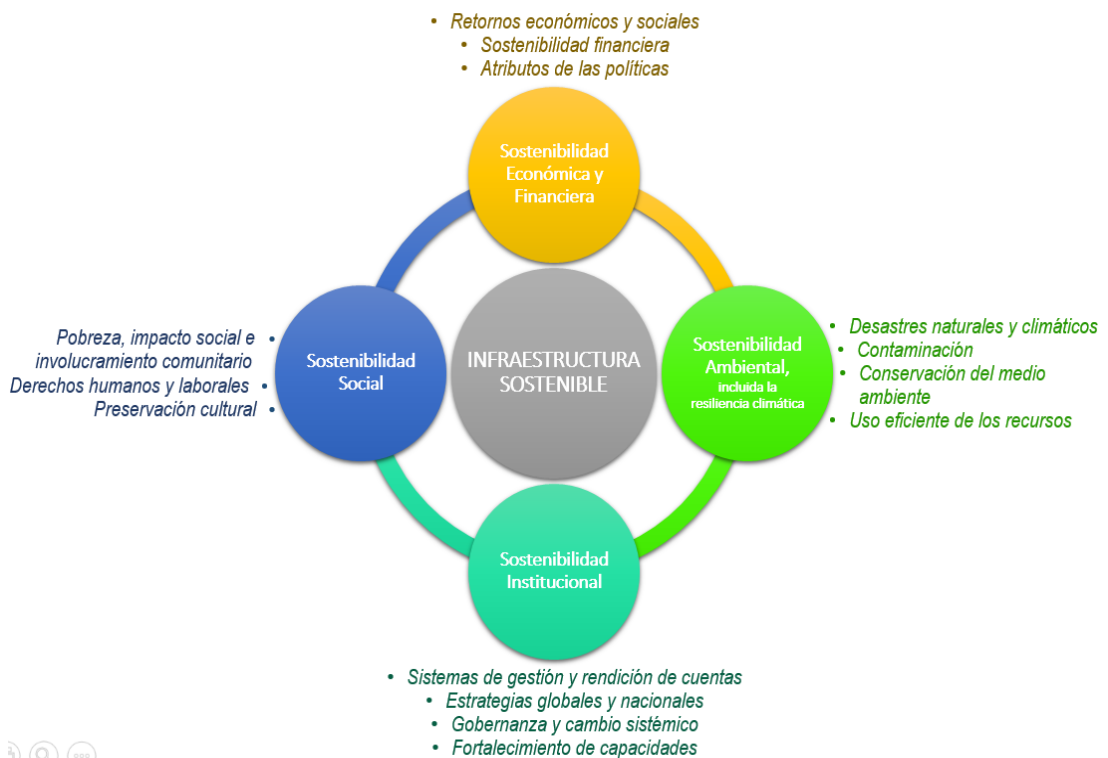 • Retornos económicos y sociales
• Sostenibilidad financiera
• Atributos de las políticas
Sostenibilidad
Económica y
Financiera
Pobreza, impacto social e •
involucramiento comunitario
Derechos humanos y laborales •
Preservación cultural •
Sostenibilidad
Social
INFRAESTRUCTURA
SOSTENIBLE
Sostenibilidad
Ambiental,
incluida la
resiliencia climática
• Desastres naturales y climáticos
• Contaminación
• Conservación del medio
ambiente
• Uso eficiente de los recursos
Sostenibilidad
Institucional
• Sistemas de gestión y rendición de cuentas
• Estrategias globales y nacionales
• Gobernanza y cambio sistémico
• Fortalecimiento de capacidades